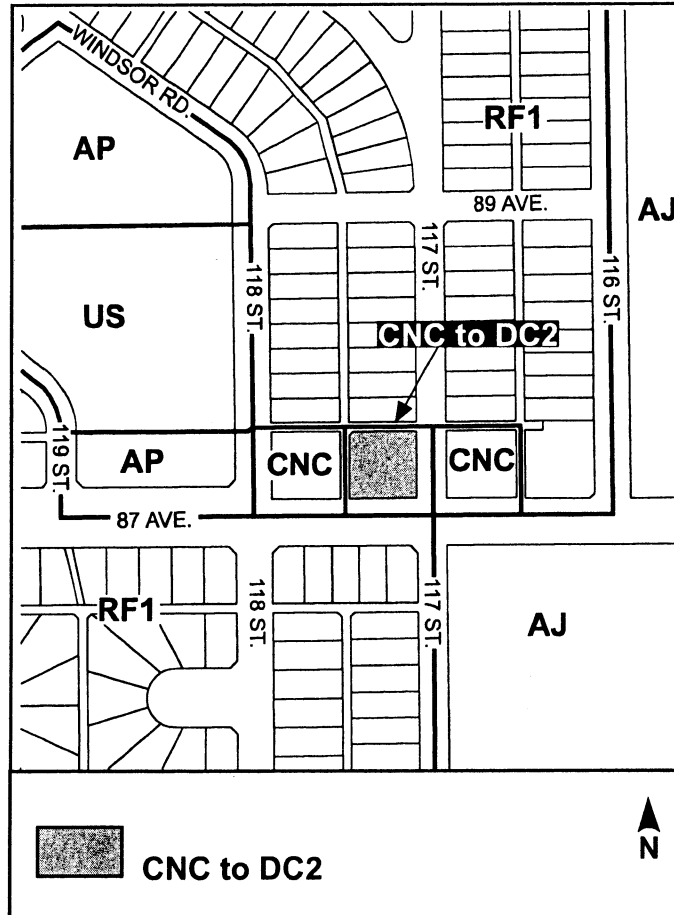 WINDSOR RD.
AP
RF1
89 AVE.
AJ
US
118 ST.
117 ST.
116 ST.
CNC to DC2
119 ST.
AP
CNC
CNC
87 AVE.
RF1
118 ST.
117 ST.
AJ
CNC to DC2
N